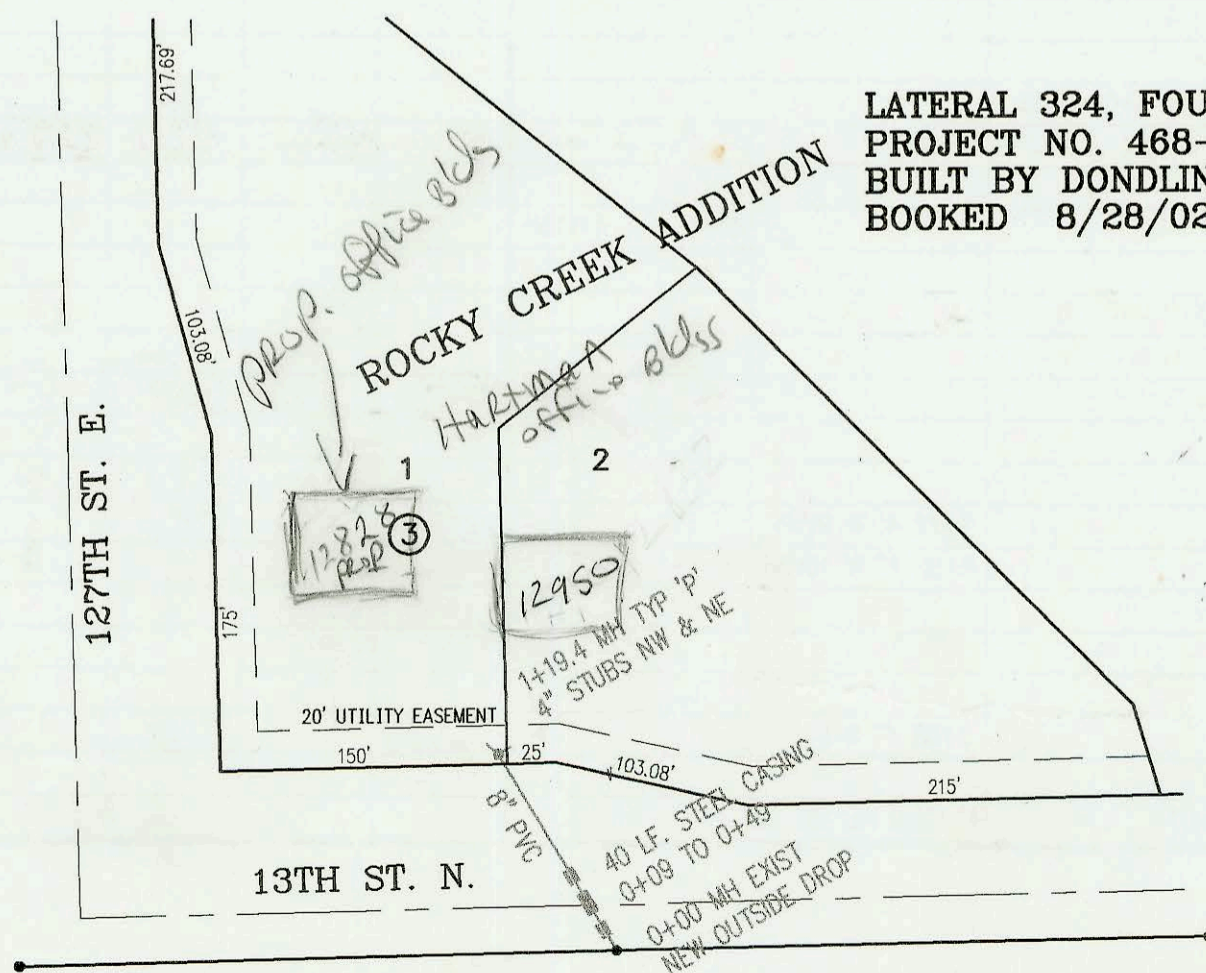 217.69'
LATERAL 324, FOU
PROJECT NO. 468-
BUILT BY DONDLIN
BOOKED 8/28/02
PROP. office Bldg
ROCKY CREEK ADDITION
103.08'
Hartman
office Bldgs
127TH ST. E.
1
2
12828
PROP
3
12950
175'
1+19.4 MH TYP 'P'
4" STUBS NW & NE
20' UTILITY EASEMENT
150'
25'
103.08'
215'
8" PVC
40 LF. STEEL CASING
0+09 TO 0+49
13TH ST. N.
0+00 MH EXIST
NEW OUTSIDE DROP